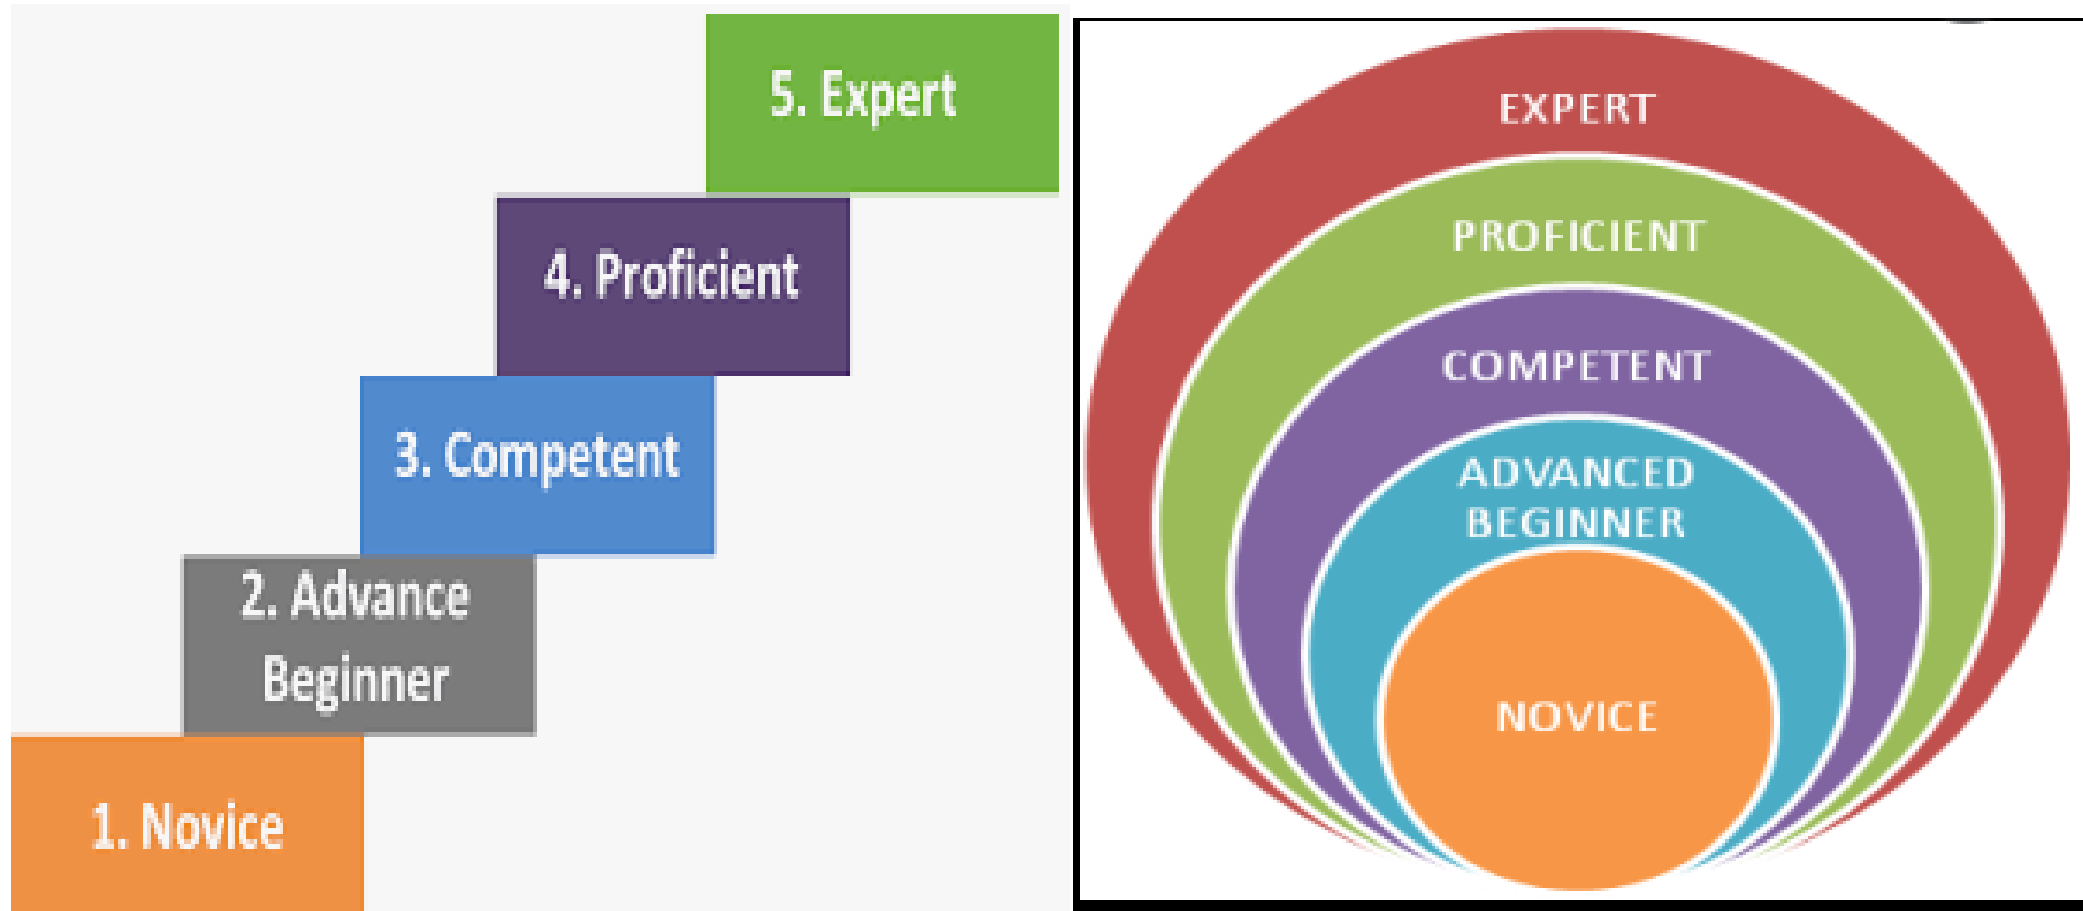 5. Expert
4. Proficient
3. Competent
2. Advance
Beginner
1. Novice
EXPERT
PROFICIENT
COMPETENT
ADVANCED
BEGINNER
NOVICE